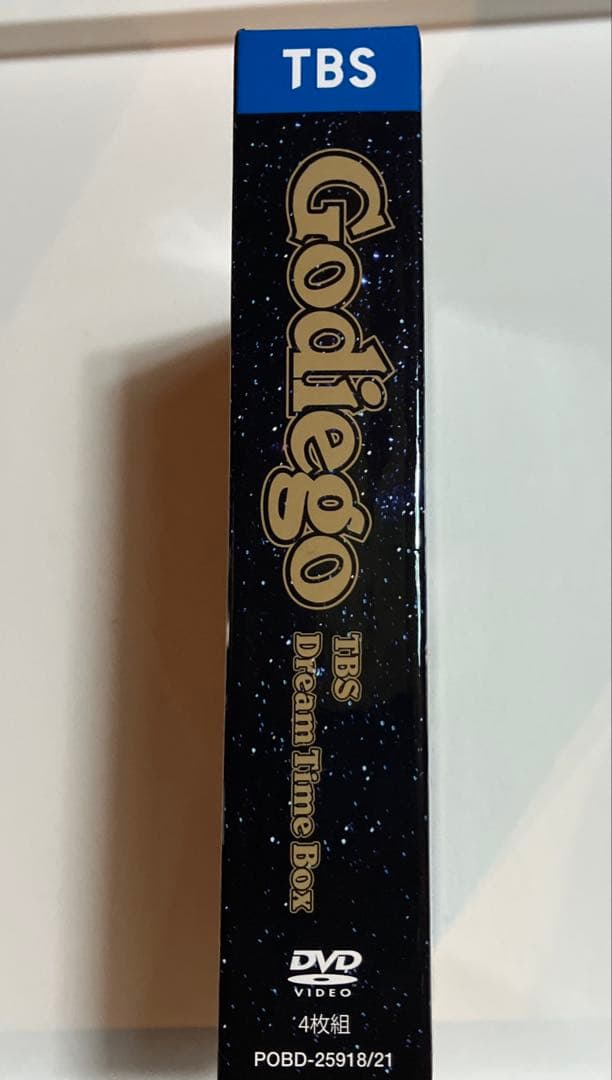 TBS
Godiego
TBS
Dream Time Box
DVD
VIDEO
4枚組
POBD-25918/21